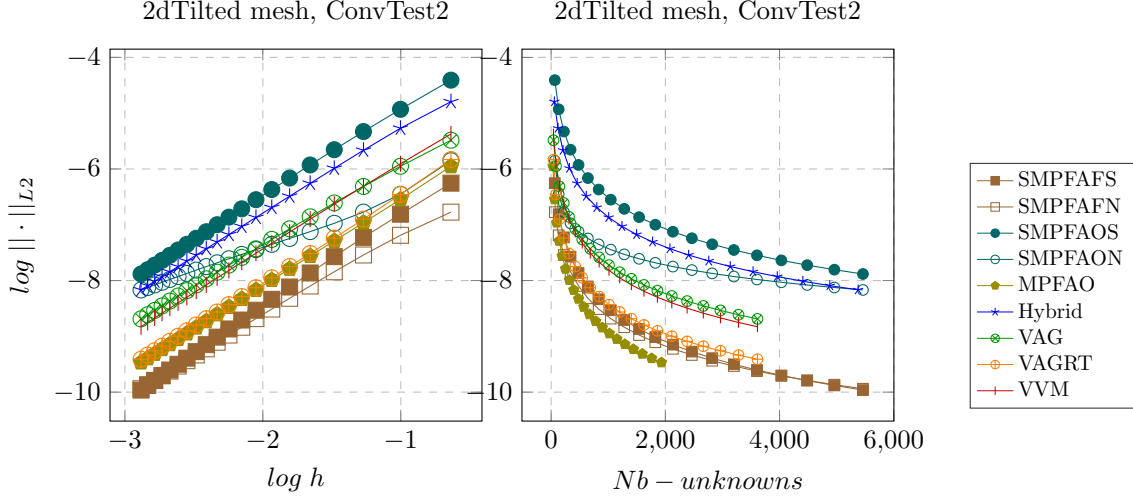 2dTilted mesh, ConvTest2
−4
−6
−8
−10
−3
−2
−1
log h
log || · ||L2
2dTilted mesh, ConvTest2
−4
−6
−8
−10
0
2,000
4,000
6,000
Nb − unknowns
SMPFAFS
SMPFAFN
SMPFAOS
SMPFAON
MPFAO
Hybrid
VAG
VAGRT
VVM